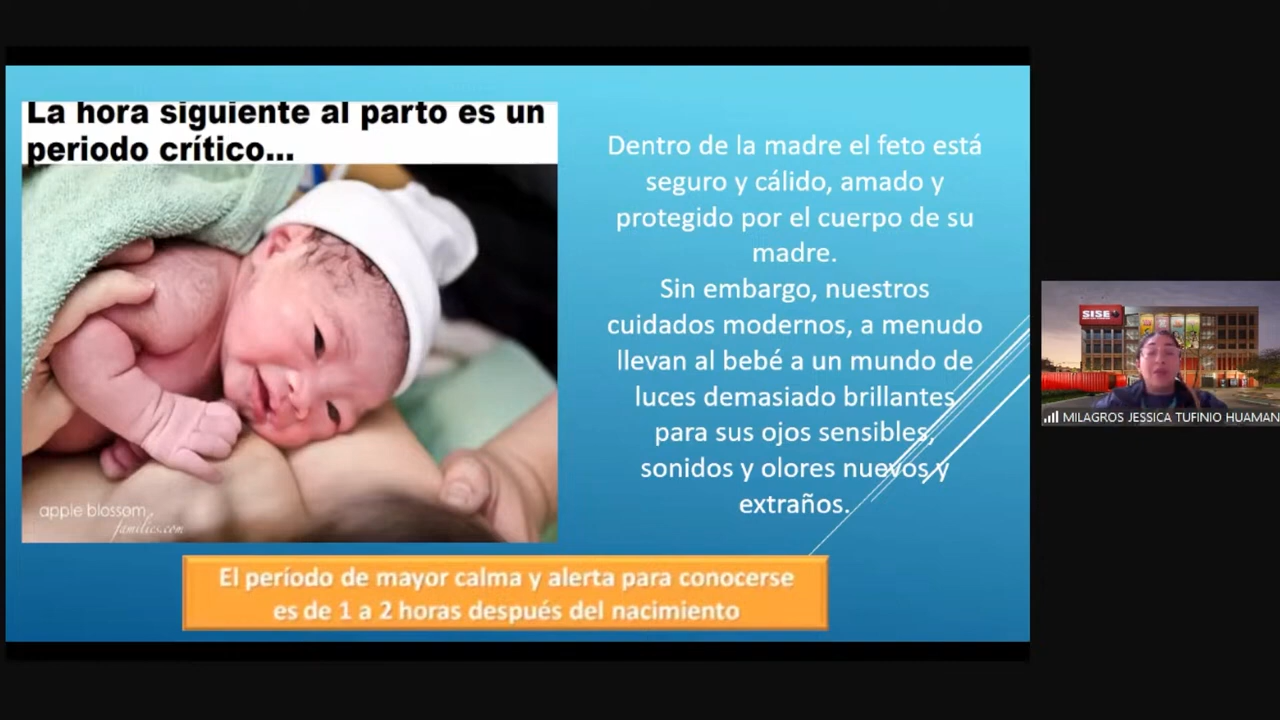 La hora siguiente al parto es un
periodo crítico...
Dentro de la madre el feto está
seguro y cálido, amado y
protegido por el cuerpo de su
madre.
Sin embargo, nuestros
cuidados modernos, a menudo
llevan al bebé a un mundo de
luces demasiado brillantes
para sus ojos sensibles,
sonidos y olores nuevos y
extraños.
apple blossom
families.com
El período de mayor calma y alerta para conocerse
es de 1 a 2 horas después del nacimiento
SISE
MILAGROS JESSICA TUFINIO HUAMAN